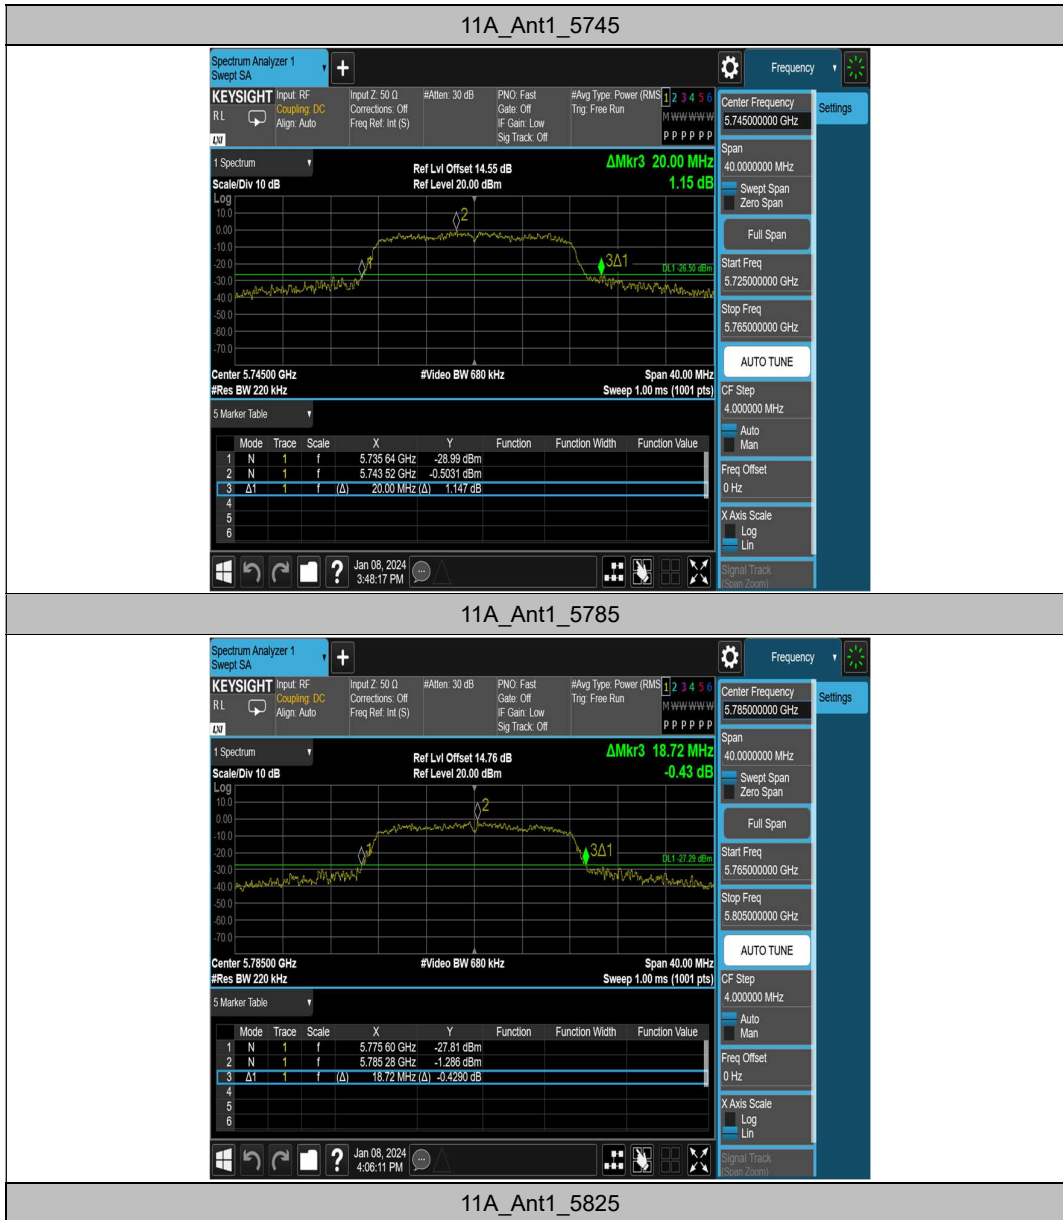 11A_Ant1_5745
Spectrum Analyzer 1
Swept SA
Frequency
KEYSIGHT Input: RF Input Z: 50 Ω #Atten: 30 dB PNO: Fast #Avg Type: Power (RMS 1 2 3 4 5 6
RL Coupling: DC Corrections: Off Gate: Off Trig: Free Run M W W W W W
Align: Auto Freq Ref: Int (S) IF Gain: Low
LXI Sig Track: Off P P P P P P
Center Frequency
5.745000000 GHz
Settings
Span
40.0000000 MHz
Swept Span
Zero Span
Full Span
Start Freq
5.725000000 GHz
Stop Freq
5.765000000 GHz
AUTO TUNE
CF Step
4.000000 MHz
Auto
Man
Freq Offset
0 Hz
X Axis Scale
Log
Lin
Signal Track
(Span Zoom)
1 Spectrum
Scale/Div 10 dB
Ref Lvl Offset 14.55 dB
Ref Level 20.00 dBm
ΔMkr3 20.00 MHz
1.15 dB
Log
10.0
0.00
-10.0
-20.0
-30.0
-40.0
-50.0
-60.0
-70.0
1
2
3Δ1
DL1 -26.50 dBm
Center 5.74500 GHz #Video BW 680 kHz Span 40.00 MHz
#Res BW 220 kHz Sweep 1.00 ms (1001 pts)
5 Marker Table
Mode Trace Scale X Y Function Function Width Function Value
1 N 1 f 5.735 64 GHz -28.99 dBm
2 N 1 f 5.743 52 GHz -0.5031 dBm
3 Δ1 1 f (Δ) 20.00 MHz (Δ) 1.147 dB
4
5
6
? Jan 08, 2024
3:48:17 PM
11A_Ant1_5785
Spectrum Analyzer 1
Swept SA
Frequency
KEYSIGHT Input: RF Input Z: 50 Ω #Atten: 30 dB PNO: Fast #Avg Type: Power (RMS 1 2 3 4 5 6
RL Coupling: DC Corrections: Off Gate: Off Trig: Free Run M W W W W W
Align: Auto Freq Ref: Int (S) IF Gain: Low
LXI Sig Track: Off P P P P P P
Center Frequency
5.785000000 GHz
Settings
Span
40.0000000 MHz
Swept Span
Zero Span
Full Span
Start Freq
5.765000000 GHz
Stop Freq
5.805000000 GHz
AUTO TUNE
CF Step
4.000000 MHz
Auto
Man
Freq Offset
0 Hz
X Axis Scale
Log
Lin
Signal Track
(Span Zoom)
1 Spectrum
Scale/Div 10 dB
Ref Lvl Offset 14.76 dB
Ref Level 20.00 dBm
ΔMkr3 18.72 MHz
-0.43 dB
Log
10.0
0.00
-10.0
-20.0
-30.0
-40.0
-50.0
-60.0
-70.0
1
2
3Δ1
DL1 -27.29 dBm
Center 5.78500 GHz #Video BW 680 kHz Span 40.00 MHz
#Res BW 220 kHz Sweep 1.00 ms (1001 pts)
5 Marker Table
Mode Trace Scale X Y Function Function Width Function Value
1 N 1 f 5.775 60 GHz -27.81 dBm
2 N 1 f 5.785 28 GHz -1.286 dBm
3 Δ1 1 f (Δ) 18.72 MHz (Δ) -0.4290 dB
4
5
6
? Jan 08, 2024
4:06:11 PM
11A_Ant1_5825